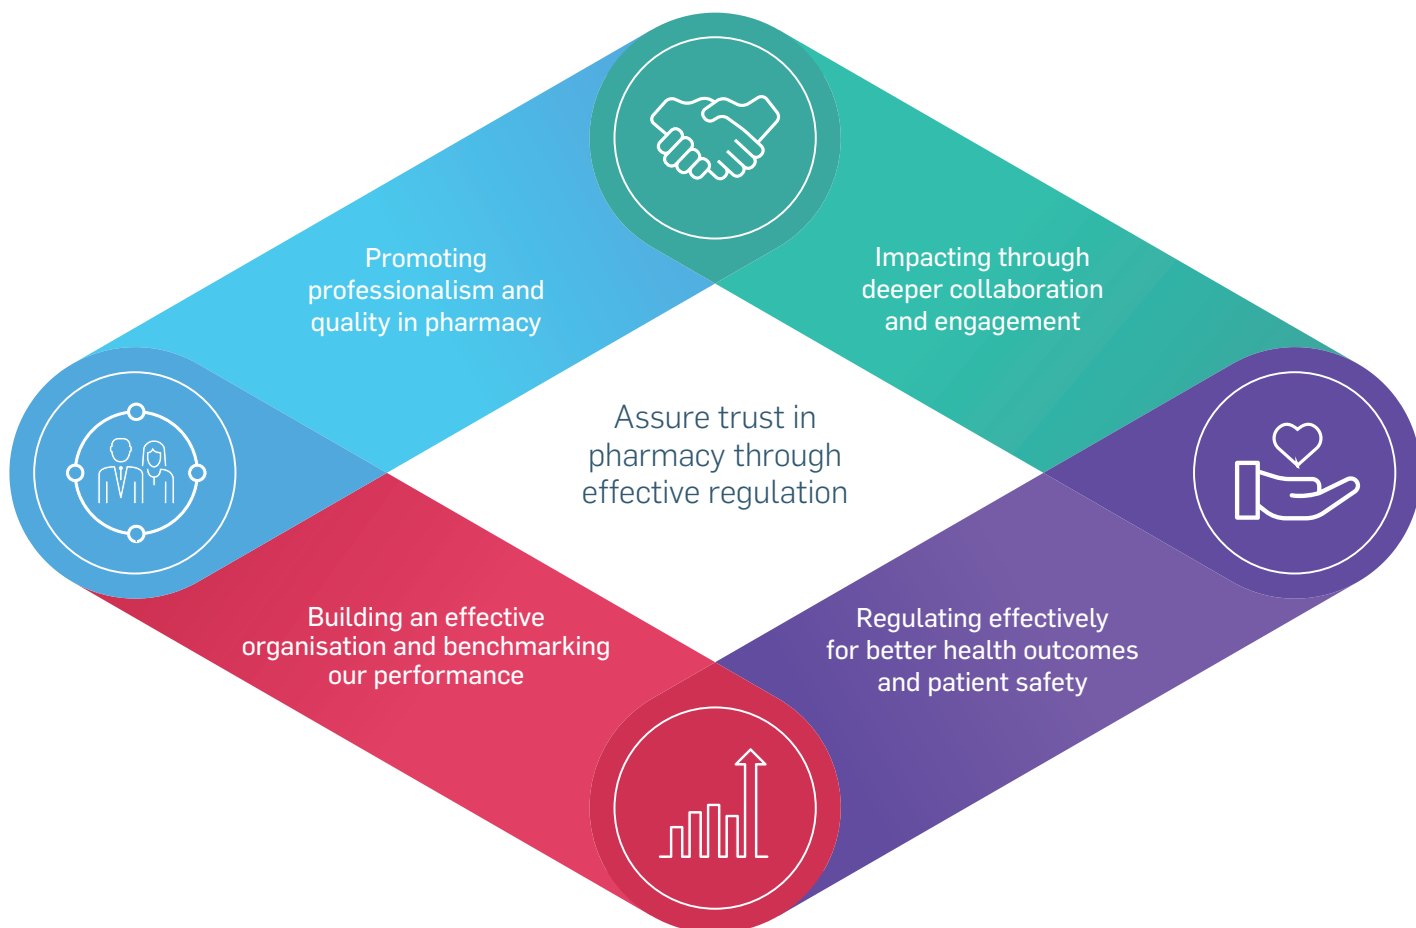 Promoting
professionalism and
quality in pharmacy
Impacting through
deeper collaboration
and engagement
Assure trust in
pharmacy through
effective regulation
Building an effective
organisation and benchmarking
our performance
Regulating effectively
for better health outcomes
and patient safety